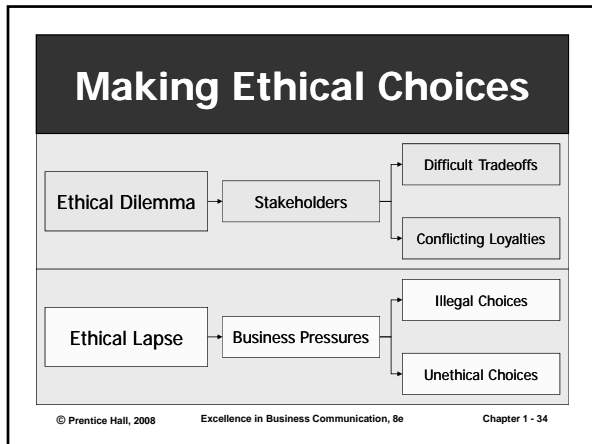 Making Ethical Choices
Difficult Tradeoffs
Ethical Dilemma
Stakeholders
Conflicting Loyalties
Illegal Choices
Ethical Lapse
Business Pressures
Unethical Choices
© Prentice Hall, 2008 Excellence in Business Communication, 8e Chapter 1 - 34